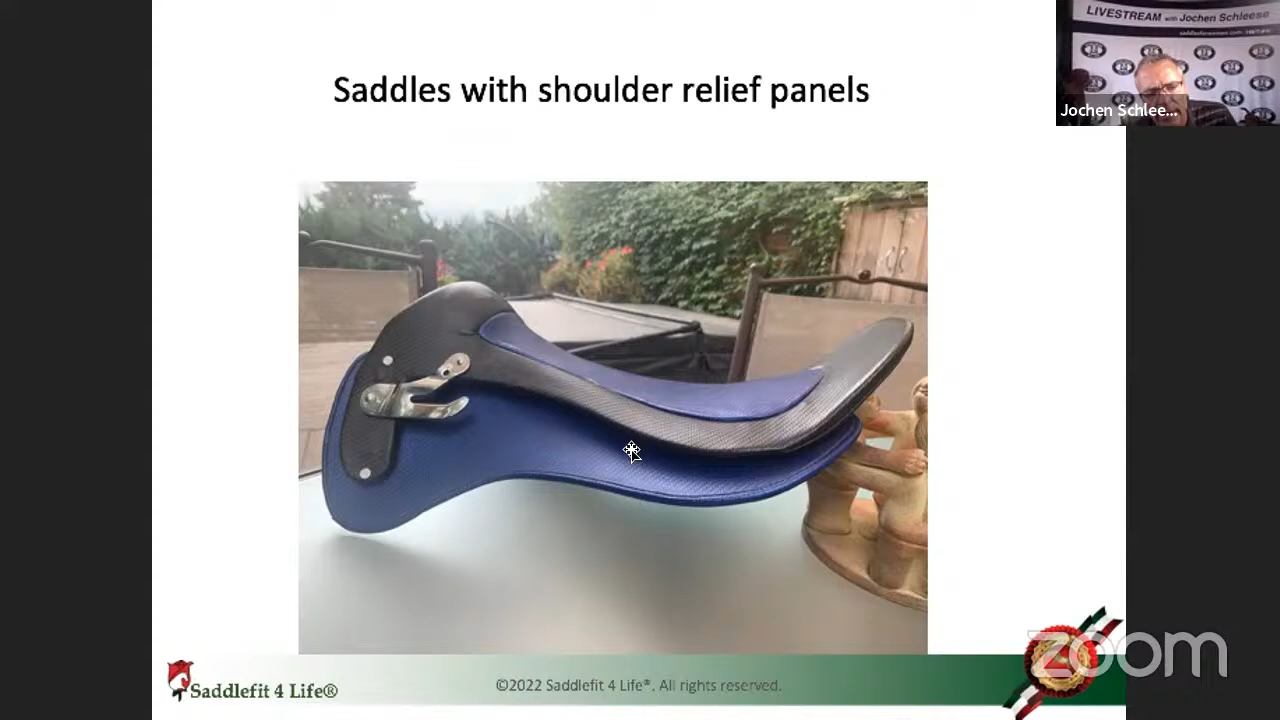 LIVESTREAM with Jochen Schleese
Jochen Schlee...
Saddles with shoulder relief panels
Saddlefit 4 Life®
©2022 Saddlefit 4 Life®. All rights reserved.
zoom